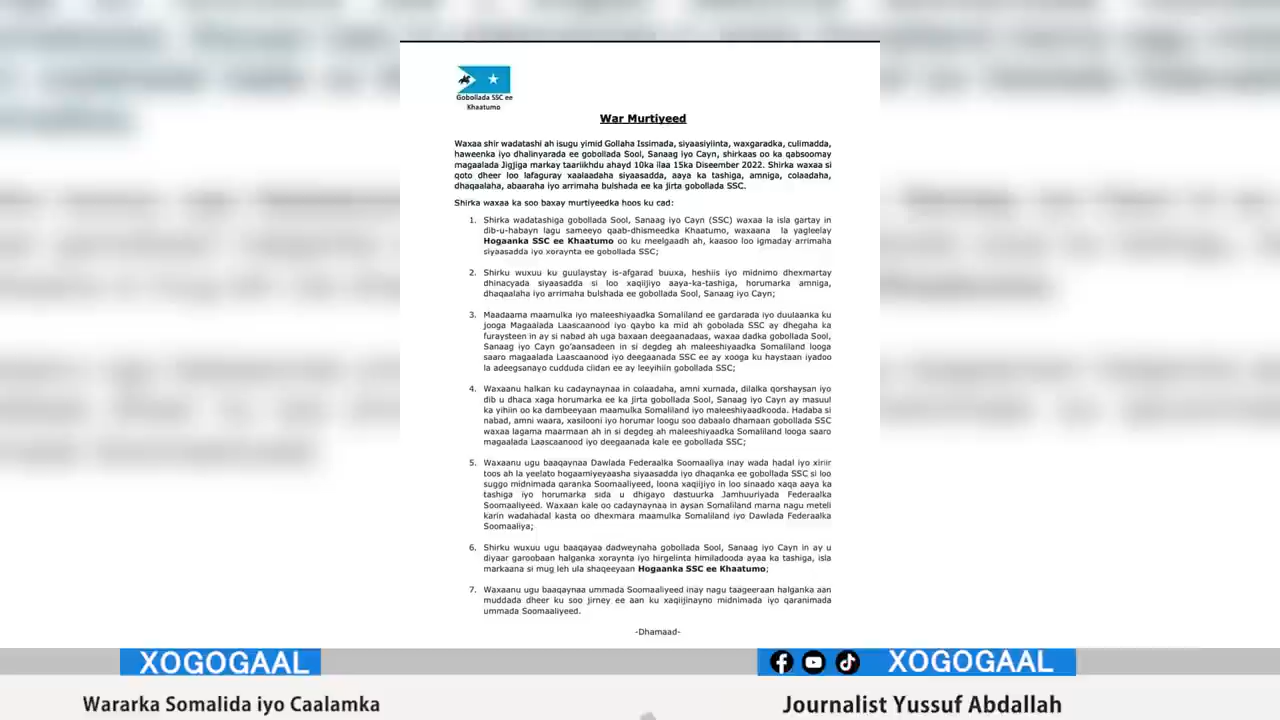 Gobollada SSC ee
Khaatumo
War Murtiyeed
Waxaa shir wadatashi ah isugu yimid Gollaha Issimada, siyaasiyiinta, waxgaradka, culimadda,
haweenka iyo dhalinyarada ee gobollada Sool, Sanaag iyo Cayn, shirkaas oo ka qabsoomay
magaalada Jigjiga markay taariikhdu ahayd 10ka ilaa 15ka Diseember 2022. Shirka waxaa si
qoto dheer loo lafaguray xaalaadaha siyaasadda, aaya ka tashiga, amniga, colaadaha,
dhaqaalaha, abaaraha iyo arrimaha bulshada ee ka jirta gobollada SSC.
Shirka waxaa ka soo baxay murtiyeedka hoos ku cad:
1. Shirka wadatashiga gobollada Sool, Sanaag iyo Cayn (SSC) waxaa la isla gartay in
dib-u-habayn lagu sameeyo qaab-dhismeedka Khaatumo, waxaana la yagleelay
Hogaanka SSC ee Khaatumo oo ku meelgaadh ah, kaasoo loo igmaday arrimaha
siyaasadda iyo xoraynta ee gobollada SSC;
2. Shirku wuxuu ku guulaystay is-afgarad buuxa, heshiis iyo midnimo dhexmartay
dhinacyada siyaasadda si loo xaqiijiyo aaya-ka-tashiga, horumarka amniga,
dhaqaalaha iyo arrimaha bulshada ee gobollada Sool, Sanaag iyo Cayn;
3. Maadaama maamulka iyo maleeshiyaadka Somaliland ee gardarada iyo duulaanka ku
jooga Magaalada Laascaanood iyo qaybo ka mid ah gobolada SSC ay dhegaha ka
furaysteen in ay si nabad ah uga baxaan deegaanadaas, waxaa dadka gobollada Sool,
Sanaag iyo Cayn go'aansadeen in si degdeg ah maleeshiyaadka Somaliland looga
saaro magaalada Laascaanood iyo deegaanada SSC ee ay xooga ku haystaan iyadoo
la adeegsanayo cudduda ciidan ee ay leeyihiin gobollada SSC;
4. Waxaanu halkan ku cadaynaynaa in colaadaha, amni xumada, dilalka qorshaysan iyo
dib u dhaca xaga horumarka ee ka jirta gobollada Sool, Sanaag iyo Cayn ay masuul
ka yihiin oo ka dambeeyaan maamulka Somaliland iyo maleeshiyaadkooda. Hadaba si
nabad, amni waara, xasilooni iyo horumar loogu soo dabaalo dhamaan gobollada SSC
waxaa lagama maarmaan ah in si degdeg ah maleeshiyaadka Somaliland looga saaro
magaalada Laascaanood iyo deegaanada kale ee gobollada SSC;
5. Waxaanu ugu baaqaynaa Dawlada Federaalka Soomaaliya inay wada hadal iyo xiriir
toos ah la yeelato hogaamiyeyaasha siyaasadda iyo dhaqanka ee gobollada SSC si loo
suggo midnimada qaranka Soomaaliyeed, loona xaqiijiyo in loo sinaado xaqa aaya ka
tashiga iyo horumarka sida u dhigayo dastuurka Jamhuuriyada Federaalka
Soomaaliyeed. Waxaan kale oo cadaynaynaa in aysan Somaliland marna nagu meteli
karin wadahadal kasta oo dhexmara maamulka Somaliland iyo Dawlada Federaalka
Soomaaliya;
6. Shirku wuxuu ugu baaqayaa dadweynaha gobollada Sool, Sanaag iyo Cayn in ay u
diyaar garoobaan halganka xoraynta iyo hirgelinta himiladooda ayaa ka tashiga, isla
markaana si mug leh ula shaqeeyaan Hogaanka SSC ee Khaatumo;
7. Waxaanu ugu baaqaynaa ummada Soomaaliyeed inay nagu taageeraan halganka aan
muddada dheer ku soo jirney ee aan ku xaqiijinayno midnimada iyo qaranimada
ummada Soomaaliyeed.
-Dhamaad-
XOGOGAAL
XOGOGAAL
Wararka Somalida iyo Caalamka
Journalist Yussuf Abdallah